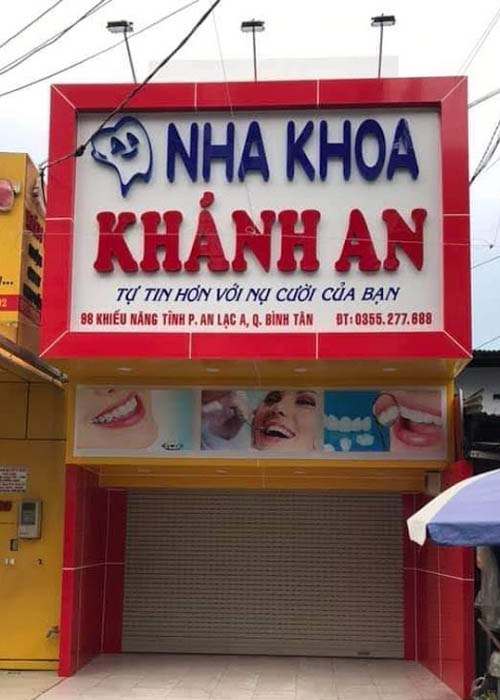 NHA KHOA
KHÁNH AN
TỰ TIN HƠN VỚI NỤ CƯỜI CỦA BẠN
98 KHIẾU NĂNG TĨNH P. AN LẠC A, Q. BÌNH TÂN ĐT: 0355.277.688